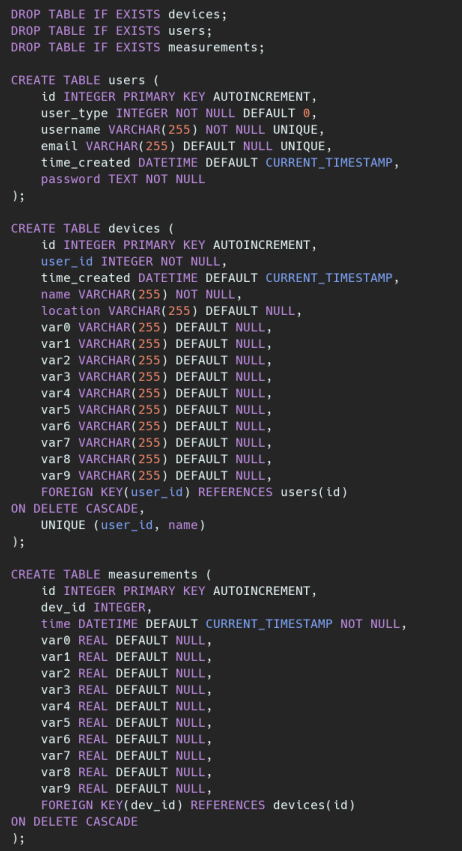 DROP TABLE IF EXISTS devices;
DROP TABLE IF EXISTS users;
DROP TABLE IF EXISTS measurements;

CREATE TABLE users (
    id INTEGER PRIMARY KEY AUTOINCREMENT,
    user_type INTEGER NOT NULL DEFAULT 0,
    username VARCHAR(255) NOT NULL UNIQUE,
    email VARCHAR(255) DEFAULT NULL UNIQUE,
    time_created DATETIME DEFAULT CURRENT_TIMESTAMP,
    password TEXT NOT NULL
);

CREATE TABLE devices (
    id INTEGER PRIMARY KEY AUTOINCREMENT,
    user_id INTEGER NOT NULL,
    time_created DATETIME DEFAULT CURRENT_TIMESTAMP,
    name VARCHAR(255) NOT NULL,
    location VARCHAR(255) DEFAULT NULL,
    var0 VARCHAR(255) DEFAULT NULL,
    var1 VARCHAR(255) DEFAULT NULL,
    var2 VARCHAR(255) DEFAULT NULL,
    var3 VARCHAR(255) DEFAULT NULL,
    var4 VARCHAR(255) DEFAULT NULL,
    var5 VARCHAR(255) DEFAULT NULL,
    var6 VARCHAR(255) DEFAULT NULL,
    var7 VARCHAR(255) DEFAULT NULL,
    var8 VARCHAR(255) DEFAULT NULL,
    var9 VARCHAR(255) DEFAULT NULL,
    FOREIGN KEY(user_id) REFERENCES users(id)
ON DELETE CASCADE,
    UNIQUE (user_id, name)
);

CREATE TABLE measurements (
    id INTEGER PRIMARY KEY AUTOINCREMENT,
    dev_id INTEGER,
    time DATETIME DEFAULT CURRENT_TIMESTAMP NOT NULL,
    var0 REAL DEFAULT NULL,
    var1 REAL DEFAULT NULL,
    var2 REAL DEFAULT NULL,
    var3 REAL DEFAULT NULL,
    var4 REAL DEFAULT NULL,
    var5 REAL DEFAULT NULL,
    var6 REAL DEFAULT NULL,
    var7 REAL DEFAULT NULL,
    var8 REAL DEFAULT NULL,
    var9 REAL DEFAULT NULL,
    FOREIGN KEY(dev_id) REFERENCES devices(id)
ON DELETE CASCADE
);